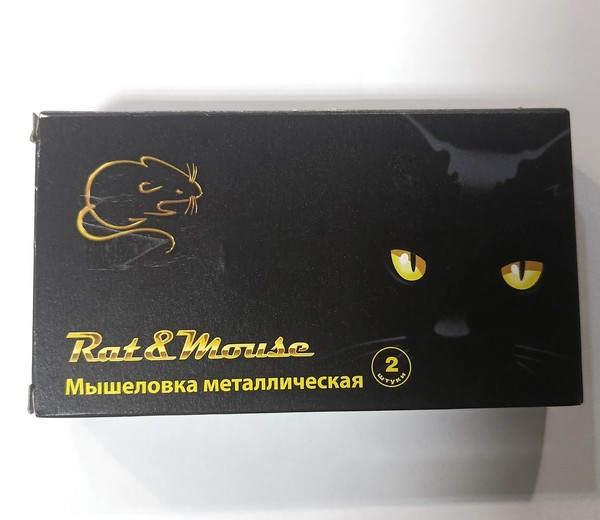 Rat&Mouse
Мышеловка металлическая
2
штуки